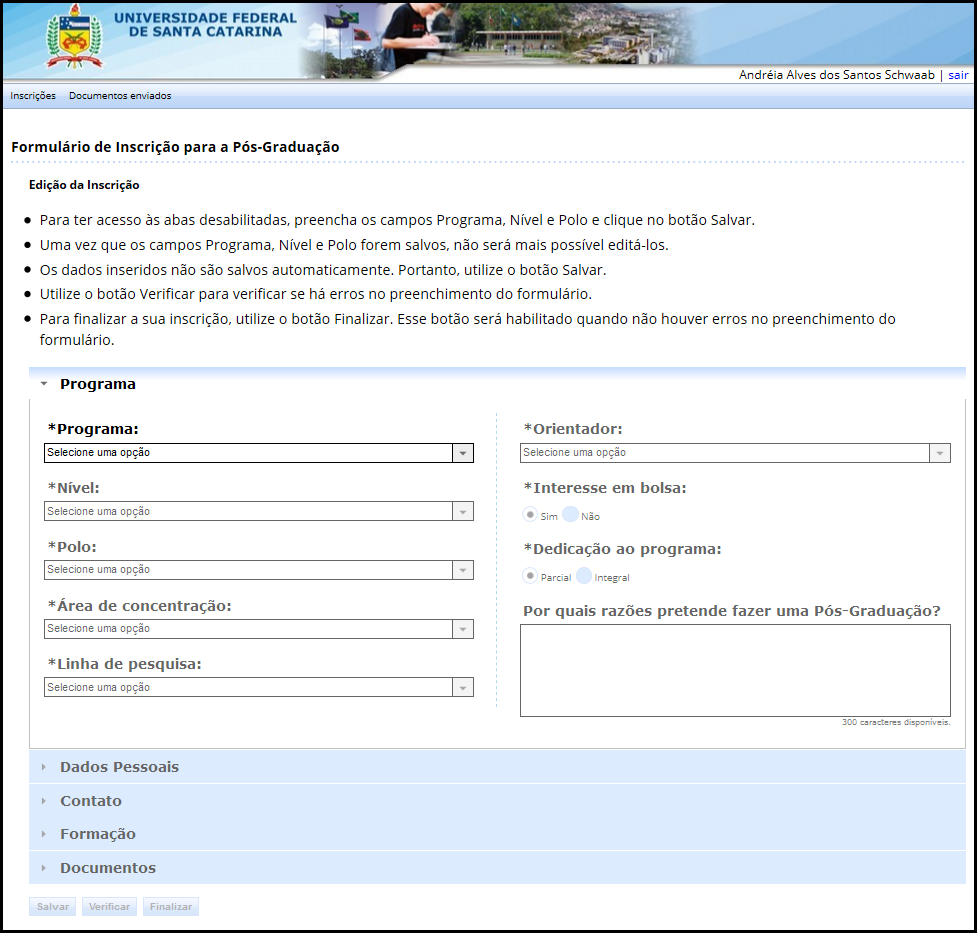 UNIVERSIDADE FEDERAL
DE SANTA CATARINA
Andréia Alves dos Santos Schwaab | sair
Inscrições Documentos enviados
Formulário de Inscrição para a Pós-Graduação
Edição da Inscrição
• Para ter acesso às abas desabilitadas, preencha os campos Programa, Nível e Polo e clique no botão Salvar.
• Uma vez que os campos Programa, Nível e Polo forem salvos, não será mais possível editá-los.
• Os dados inseridos não são salvos automaticamente. Portanto, utilize o botão Salvar.
• Utilize o botão Verificar para verificar se há erros no preenchimento do formulário.
• Para finalizar a sua inscrição, utilize o botão Finalizar. Esse botão será habilitado quando não houver erros no preenchimento do
formulário.
Programa
*Programa:
Selecione uma opção
*Nível:
Selecione uma opção
*Polo:
Selecione uma opção
*Área de concentração:
Selecione uma opção
*Linha de pesquisa:
Selecione uma opção
*Orientador:
Selecione uma opção
*Interesse em bolsa:
Sim Não
*Dedicação ao programa:
Parcial Integral
Por quais razões pretende fazer uma Pós-Graduação?
300 caracteres disponíveis.
Dados Pessoais
Contato
Formação
Documentos
Salvar Verificar Finalizar